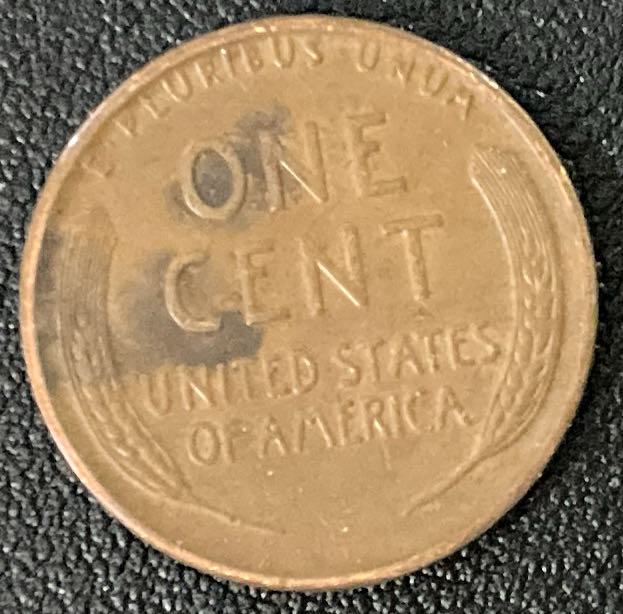 E PLURIBUS UNUM
ONE
CENT
UNITED STATES
OF AMERICA